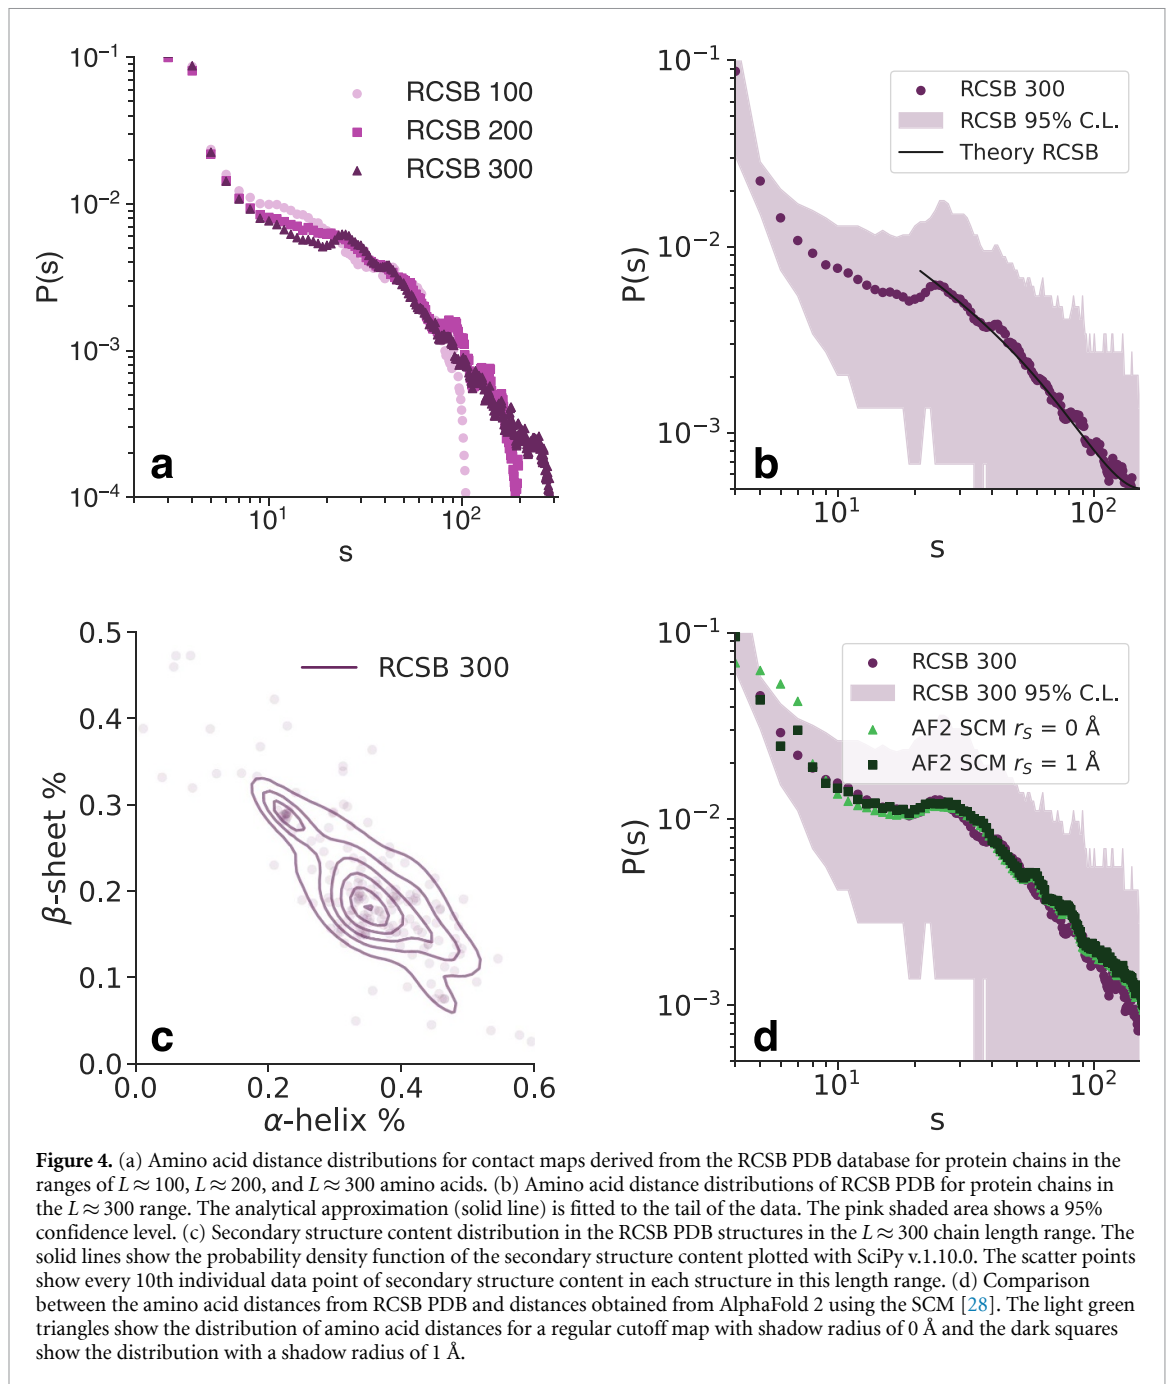 10⁻¹
10⁻²
10⁻³
10⁻⁴
P(s)
RCSB 100
RCSB 200
RCSB 300
a
10¹
10²
s
10⁻¹
10⁻²
10⁻³
P(s)
RCSB 300
RCSB 95% C.L.
Theory RCSB
b
10¹
10²
s
0.5
0.4
0.3
0.2
0.1
0.0
β-sheet %
RCSB 300
c
0.0
0.2
0.4
0.6
α-helix %
10⁻¹
10⁻²
10⁻³
P(s)
RCSB 300
RCSB 300 95% C.L.
AF2 SCM r_S = 0 Å
AF2 SCM r_S = 1 Å
d
10¹
10²
s
Figure 4. (a) Amino acid distance distributions for contact maps derived from the RCSB PDB database for protein chains in the
ranges of L ≈ 100, L ≈ 200, and L ≈ 300 amino acids. (b) Amino acid distance distributions of RCSB PDB for protein chains in
the L ≈ 300 range. The analytical approximation (solid line) is fitted to the tail of the data. The pink shaded area shows a 95%
confidence level. (c) Secondary structure content distribution in the RCSB PDB structures in the L ≈ 300 chain length range. The
solid lines show the probability density function of the secondary structure content plotted with SciPy v.1.10.0. The scatter points
show every 10th individual data point of secondary structure content in each structure in this length range. (d) Comparison
between the amino acid distances from RCSB PDB and distances obtained from AlphaFold 2 using the SCM [28]. The light green
triangles show the distribution of amino acid distances for a regular cutoff map with shadow radius of 0 Å and the dark squares
show the distribution with a shadow radius of 1 Å.